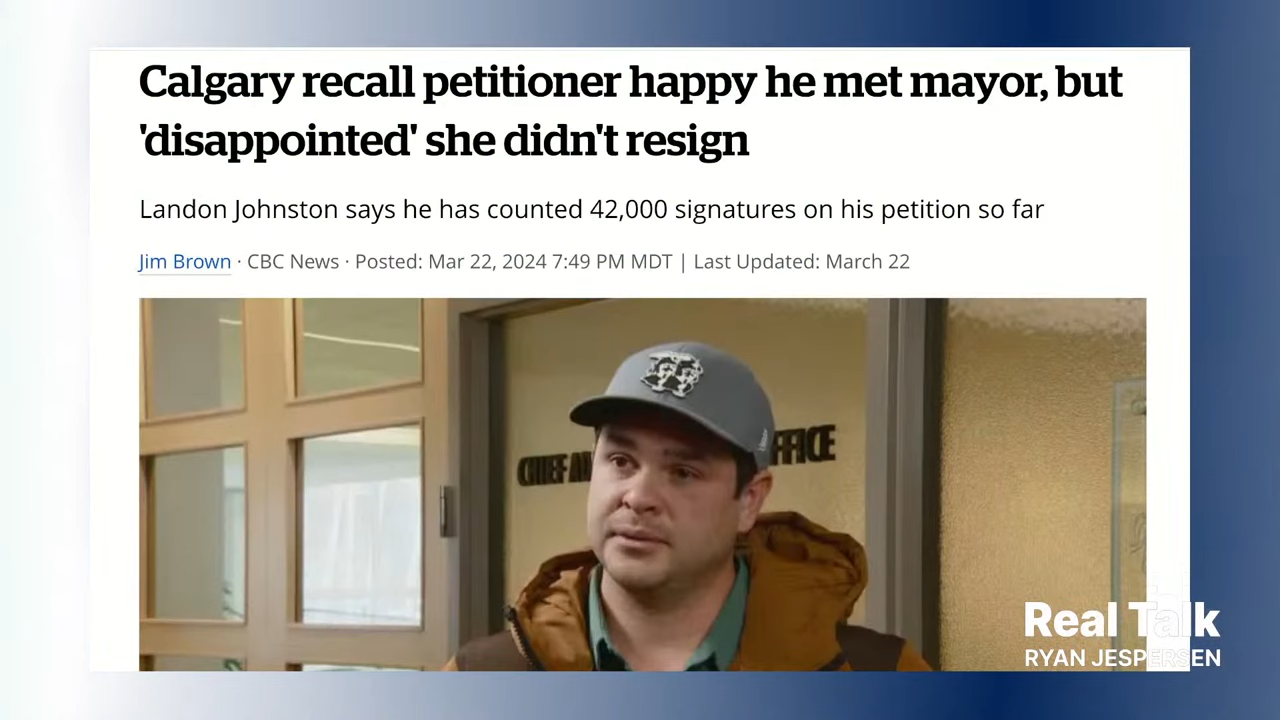 Calgary recall petitioner happy he met mayor, but
'disappointed' she didn't resign
Landon Johnston says he has counted 42,000 signatures on his petition so far
Jim Brown · CBC News · Posted: Mar 22, 2024 7:49 PM MDT | Last Updated: March 22
CHIEF
Real Talk
RYAN JESPERSEN